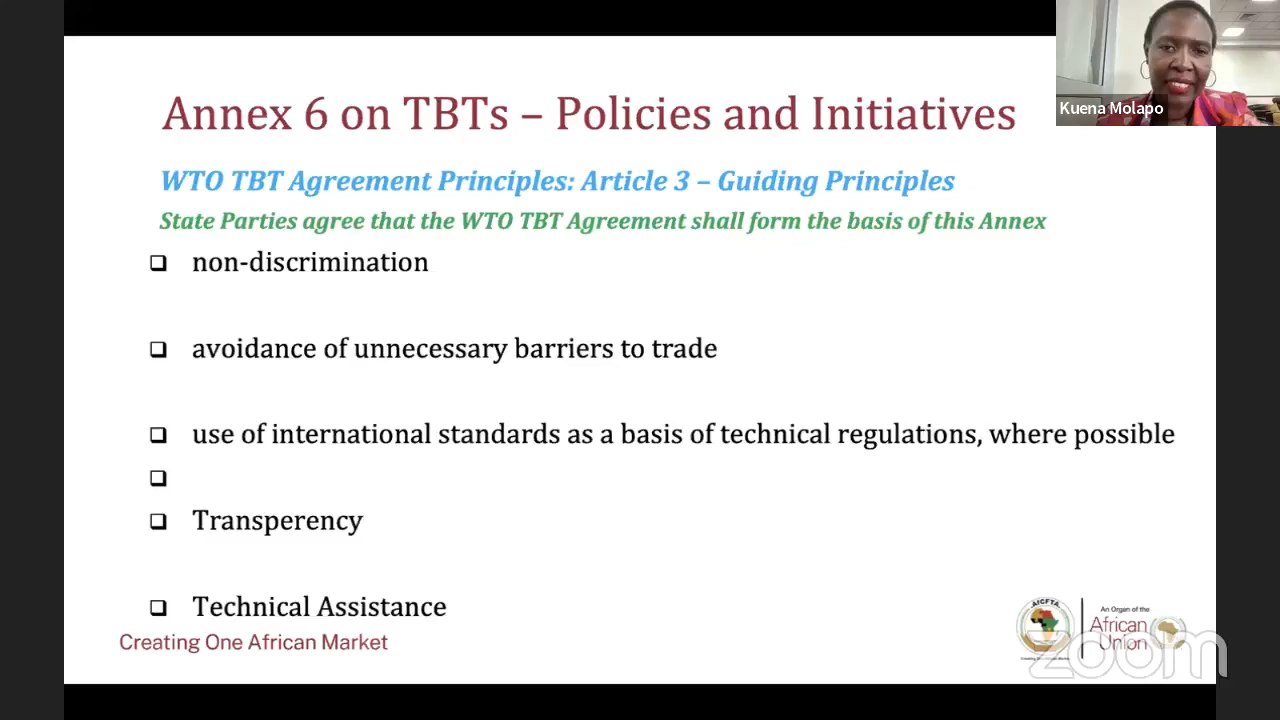 Annex 6 on TBTs – Policies and Initiatives
Kuena Molapo
WTO TBT Agreement Principles: Article 3 – Guiding Principles
State Parties agree that the WTO TBT Agreement shall form the basis of this Annex
non-discrimination
avoidance of unnecessary barriers to trade
use of international standards as a basis of technical regulations, where possible
Transperency
Technical Assistance
Creating One African Market
AfCFTA
An Organ of the
African
Union
zoom